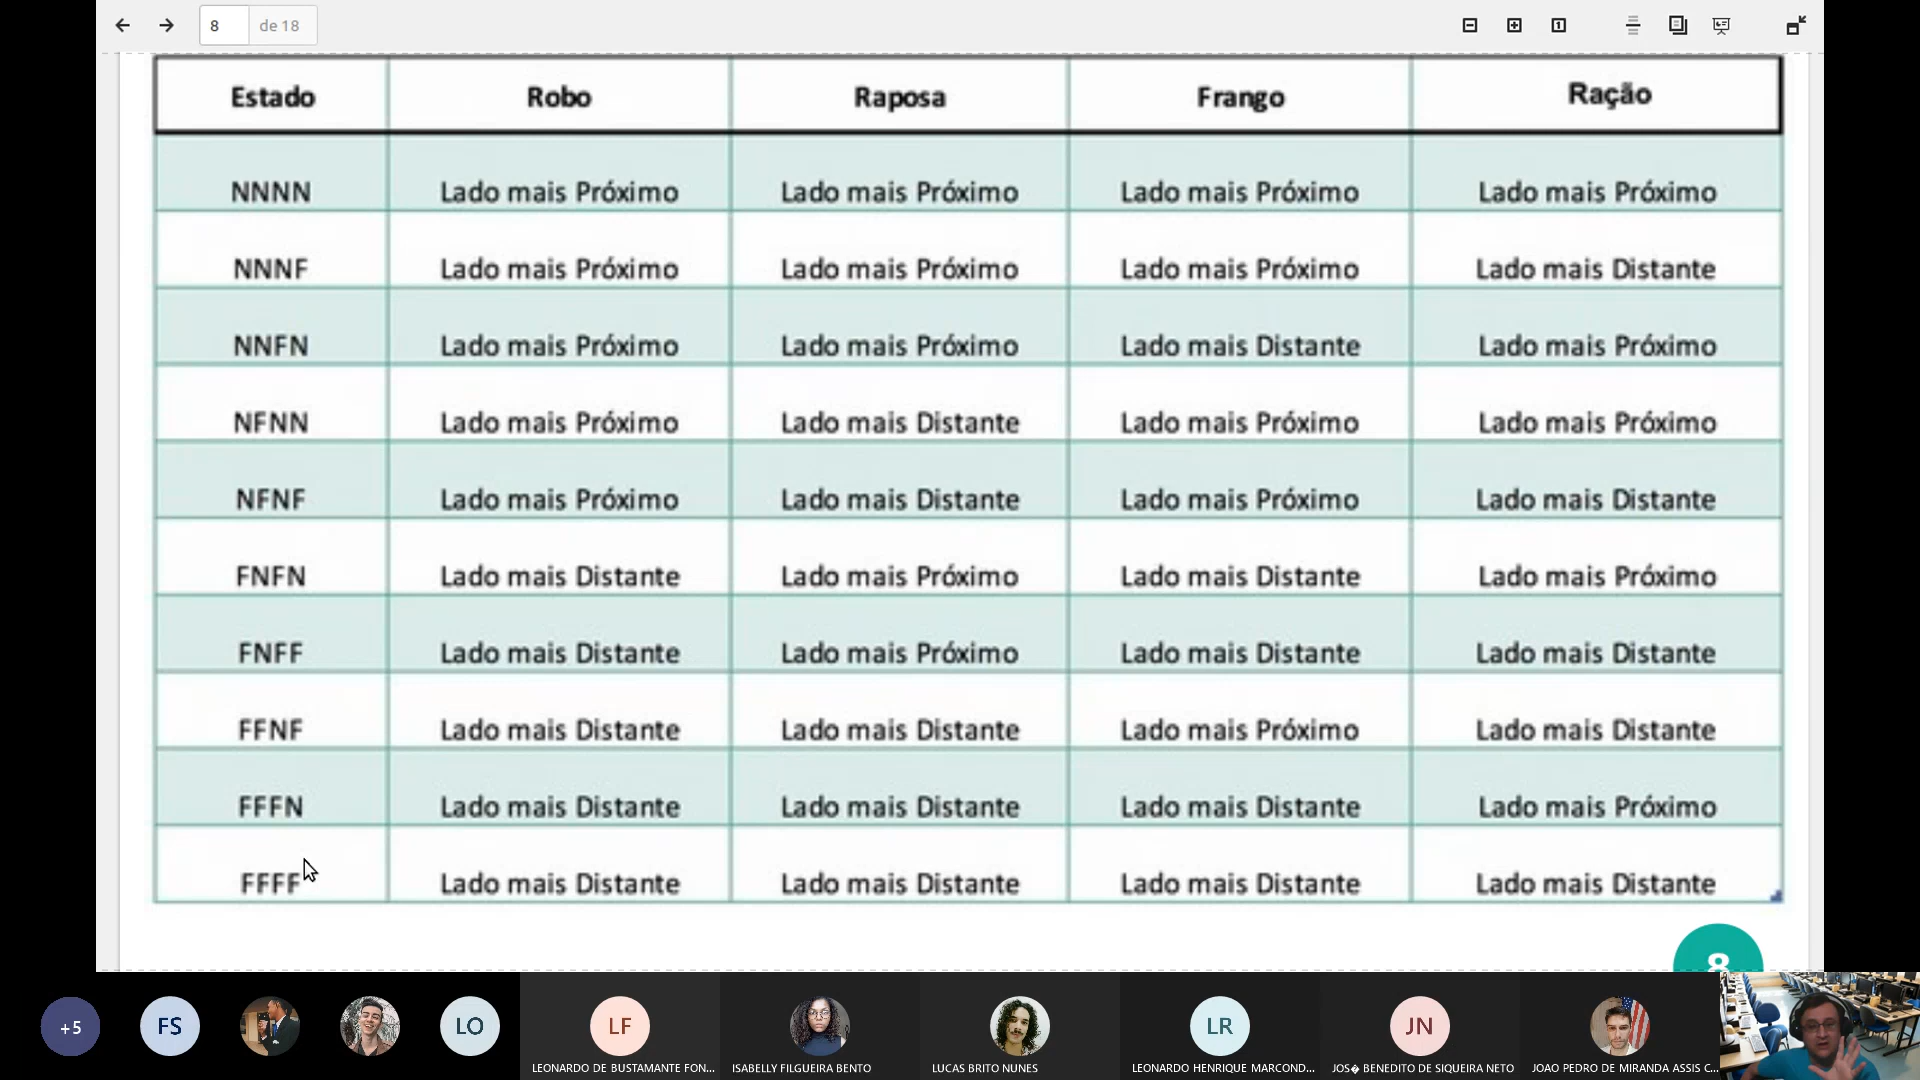 8 de 18
Estado Robo Raposa Frango Ração
NNNN Lado mais Próximo Lado mais Próximo Lado mais Próximo Lado mais Próximo
NNNF Lado mais Próximo Lado mais Próximo Lado mais Próximo Lado mais Distante
NNFN Lado mais Próximo Lado mais Próximo Lado mais Distante Lado mais Próximo
NFNN Lado mais Próximo Lado mais Distante Lado mais Próximo Lado mais Próximo
NFNF Lado mais Próximo Lado mais Distante Lado mais Próximo Lado mais Distante
FNFN Lado mais Distante Lado mais Próximo Lado mais Distante Lado mais Próximo
FNFF Lado mais Distante Lado mais Próximo Lado mais Distante Lado mais Distante
FFNF Lado mais Distante Lado mais Distante Lado mais Próximo Lado mais Distante
FFFN Lado mais Distante Lado mais Distante Lado mais Distante Lado mais Próximo
FFFF Lado mais Distante Lado mais Distante Lado mais Distante Lado mais Distante
8
+5 FS LO LF LR JN
LEONARDO DE BUSTAMANTE FON... ISABELLY FILGUEIRA BENTO LUCAS BRITO NUNES LEONARDO HENRIQUE MARCOND... JOS� BENEDITO DE SIQUEIRA NETO JOAO PEDRO DE MIRANDA ASSIS C...